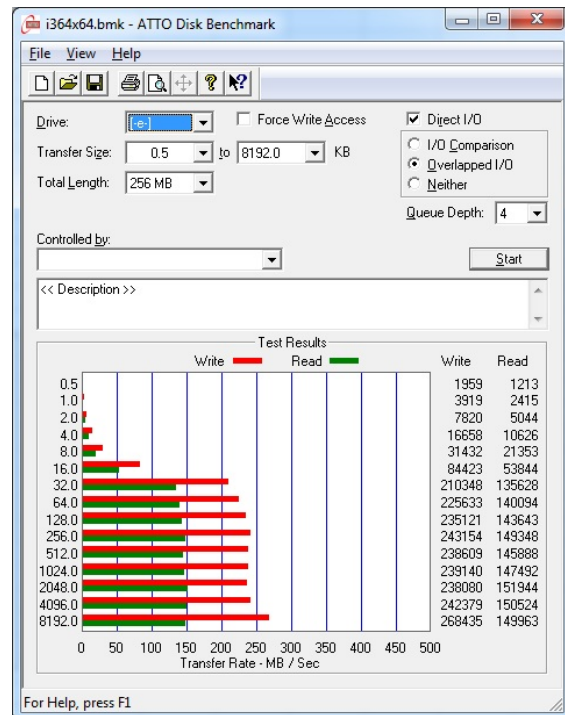 i364x64.bmk - ATTO Disk Benchmark
File View Help
Drive: [-e-] Force Write Access Direct I/O
I/O Comparison
Transfer Size: 0.5 to 8192.0 KB Overlapped I/O
Total Length: 256 MB Neither
Queue Depth: 4
Controlled by:
Start
<< Description >>
Test Results
Write Read Write Read
0.5 1959 1213
1.0 3919 2415
2.0 7820 5044
4.0 16658 10626
8.0 31432 21353
16.0 84423 53844
32.0 210348 135628
64.0 225633 140094
128.0 235121 143643
256.0 243154 149348
512.0 238609 145888
1024.0 239140 147492
2048.0 238080 151944
4096.0 242379 150524
8192.0 268435 149963
0 50 100 150 200 250 300 350 400 450 500
Transfer Rate - MB / Sec
For Help, press F1